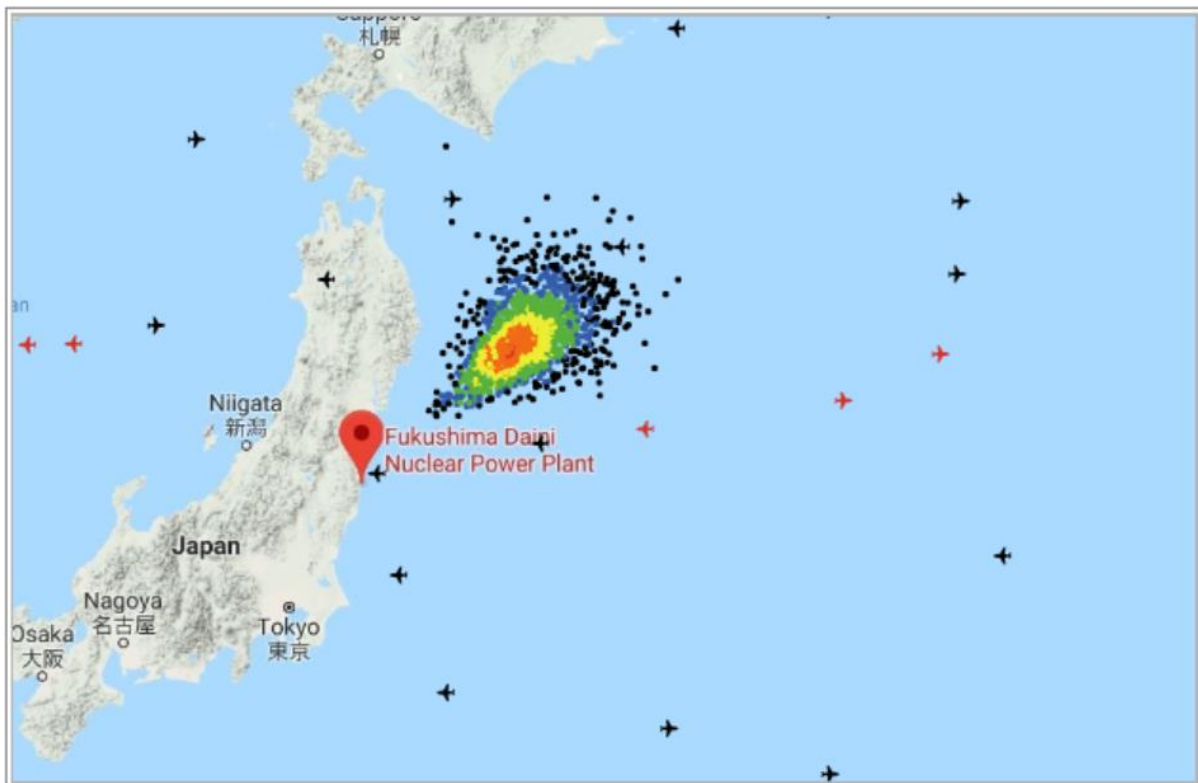 札幌
an
Niigata
新潟
Fukushima Daini
Nuclear Power Plant
Japan
Nagoya
名古屋
Tokyo
東京
Osaka
大阪